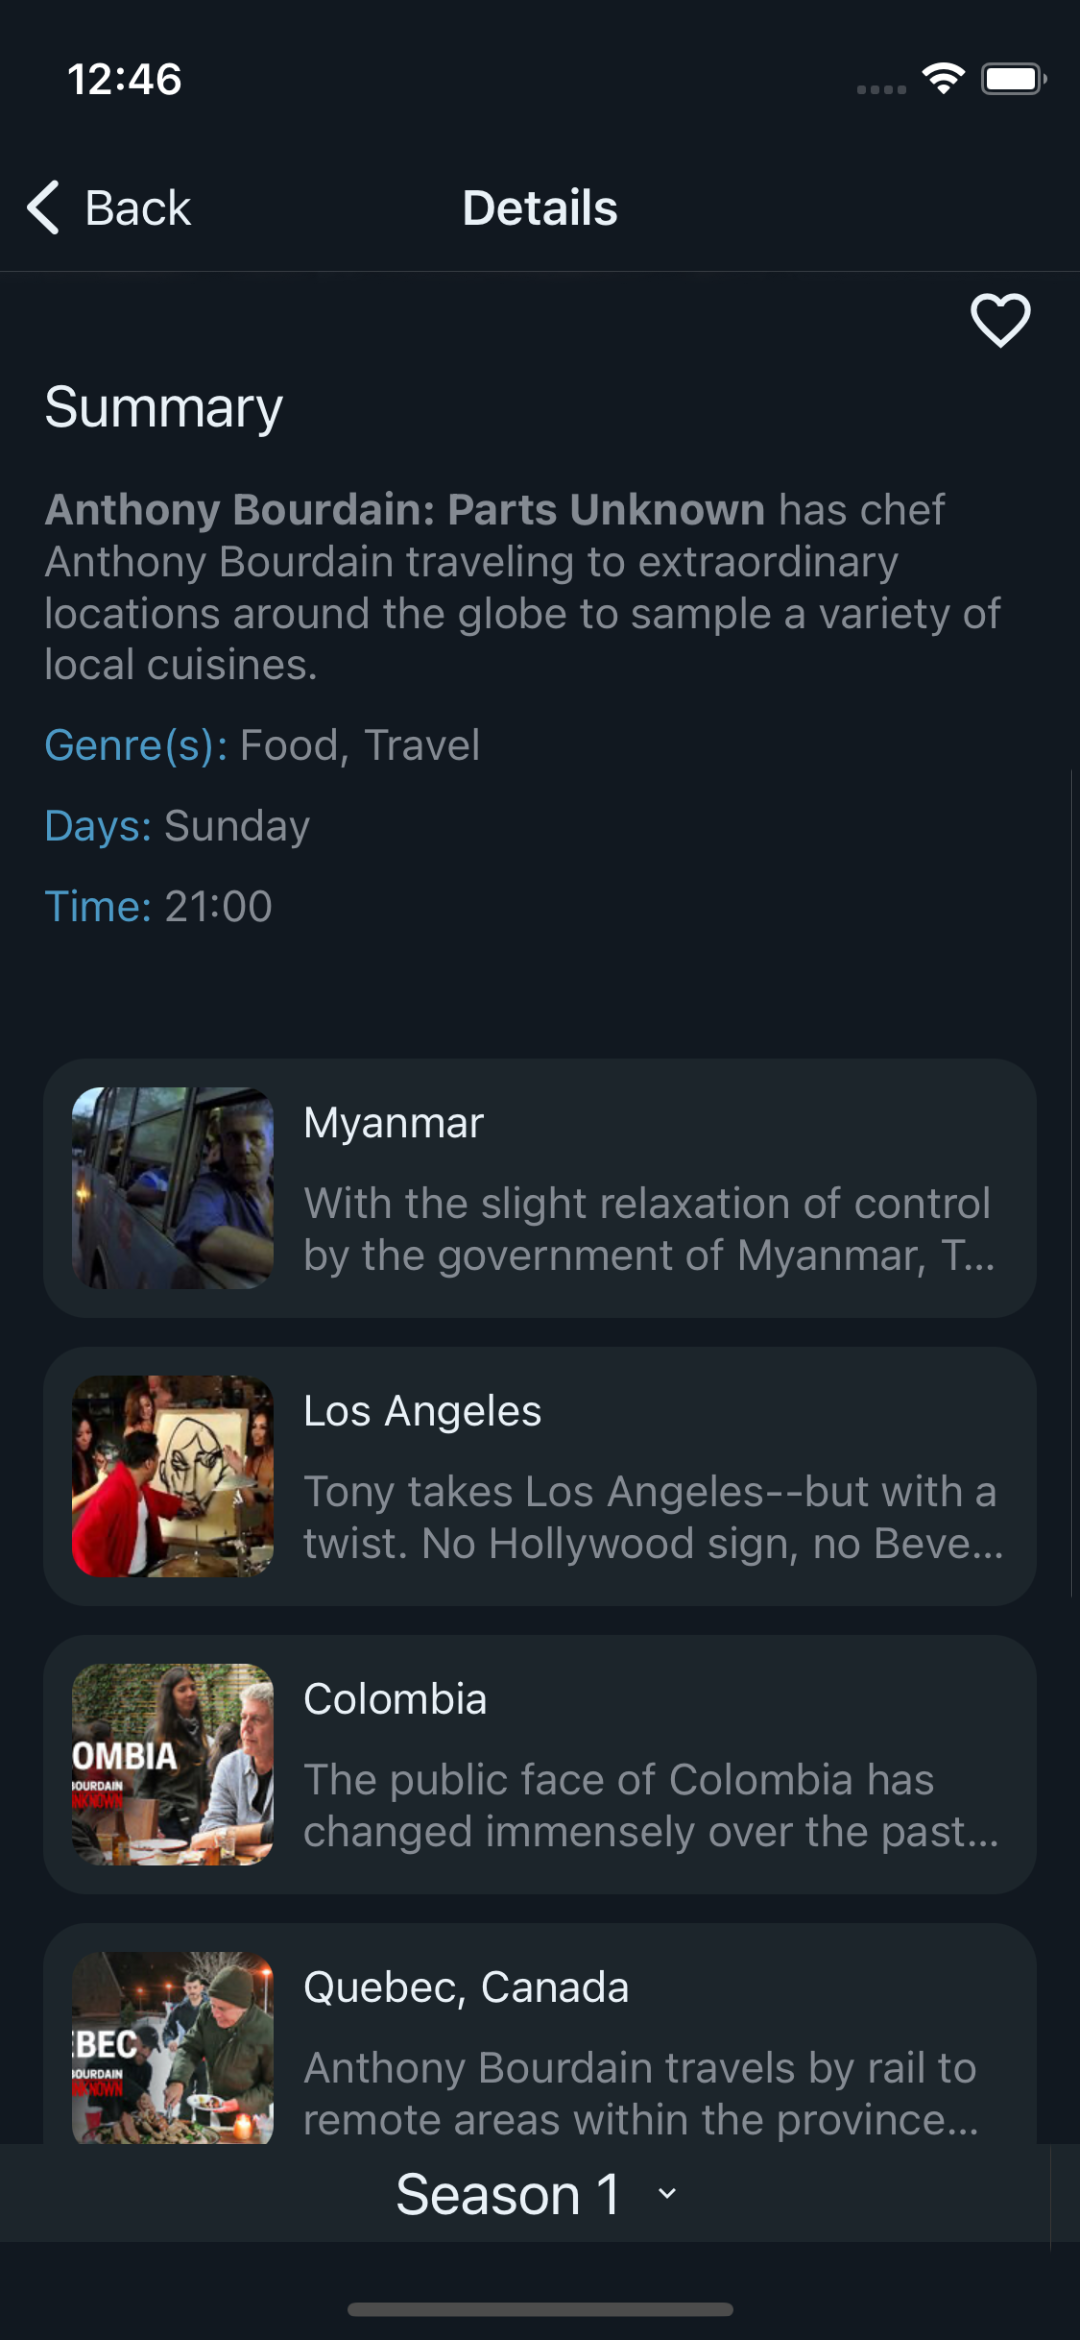 12:46
Back
Details
Summary
Anthony Bourdain: Parts Unknown has chef
Anthony Bourdain traveling to extraordinary
locations around the globe to sample a variety of
local cuisines.
Genre(s): Food, Travel
Days: Sunday
Time: 21:00
Myanmar
With the slight relaxation of control
by the government of Myanmar, T...
Los Angeles
Tony takes Los Angeles--but with a
twist. No Hollywood sign, no Beve...
OMBIA
BOURDAIN
NKNOWN
Colombia
The public face of Colombia has
changed immensely over the past...
EBEC
BOURDAIN
NKNOWN
Quebec, Canada
Anthony Bourdain travels by rail to
remote areas within the province...
Season 1